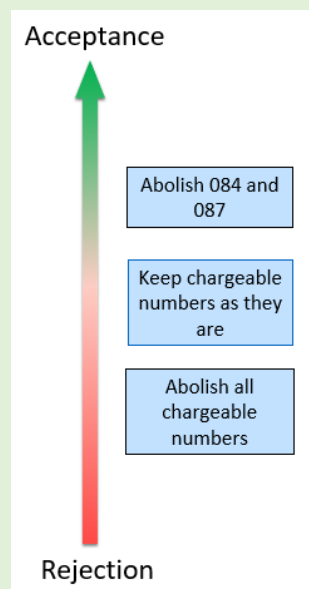 Acceptance
Abolish 084 and
087
Keep chargeable
numbers as they
are
Abolish all
chargeable
numbers
Rejection